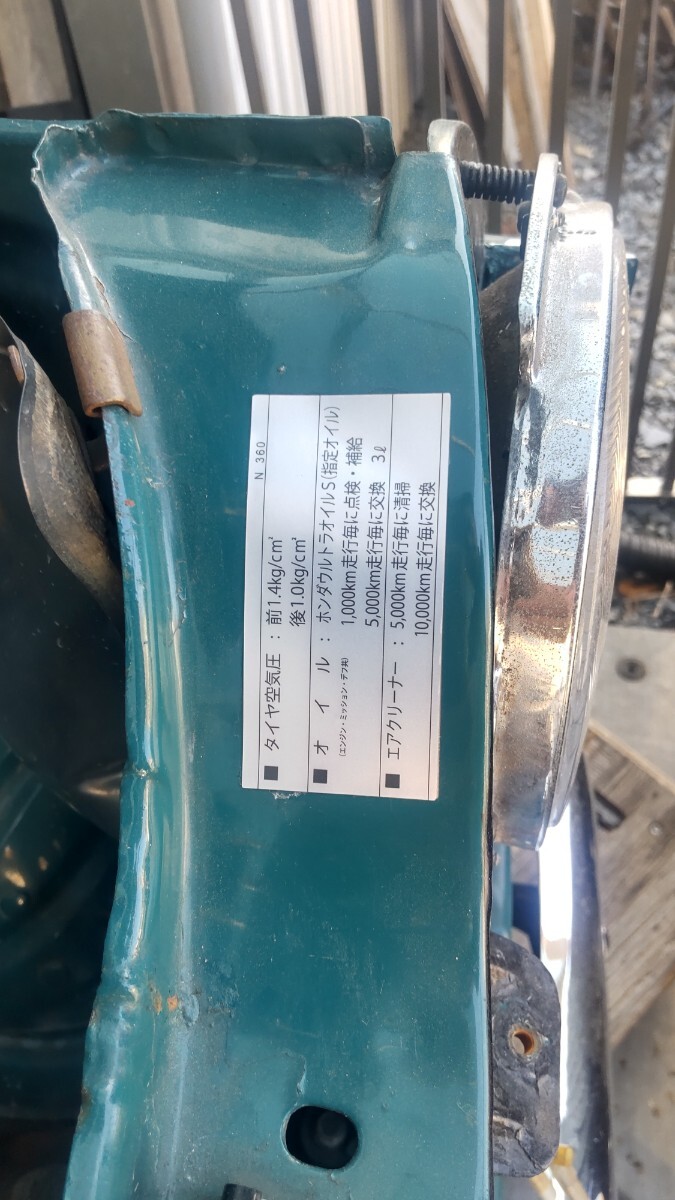 N 360
■ タイヤ空気圧 : 前1.4kg/c㎡
後1.0kg/c㎡
■ オイル : ホンダウルトラオイルS(指定オイル)
(エンジン・ミッション・デフ共) 1,000km走行毎に点検・補給
5,000km走行毎に交換 3ℓ
■ エアクリーナー : 5,000km走行毎に清掃
10,000km走行毎に交換